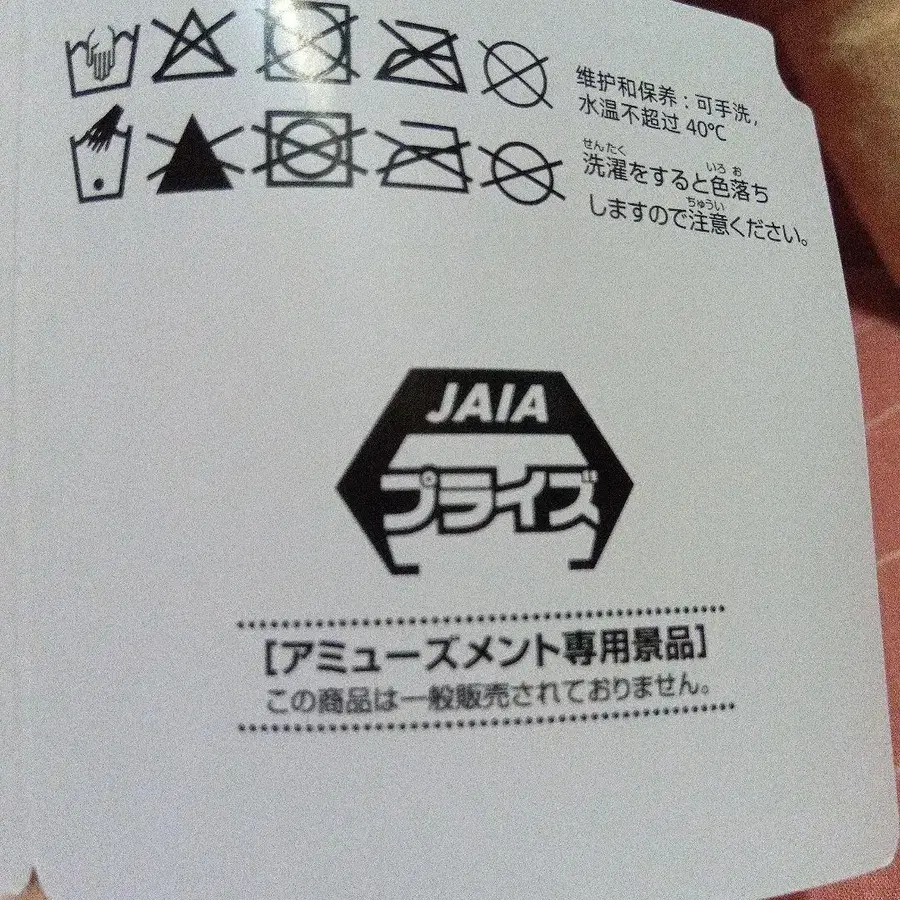 维护和保养：可手洗，
水温不超过 40℃
せんたく いろ お
洗濯をすると色落ち
ちゅうい
しますので注意ください。
JAIA
プライズ
［アミューズメント専用景品］
この商品は一般販売されておりません。